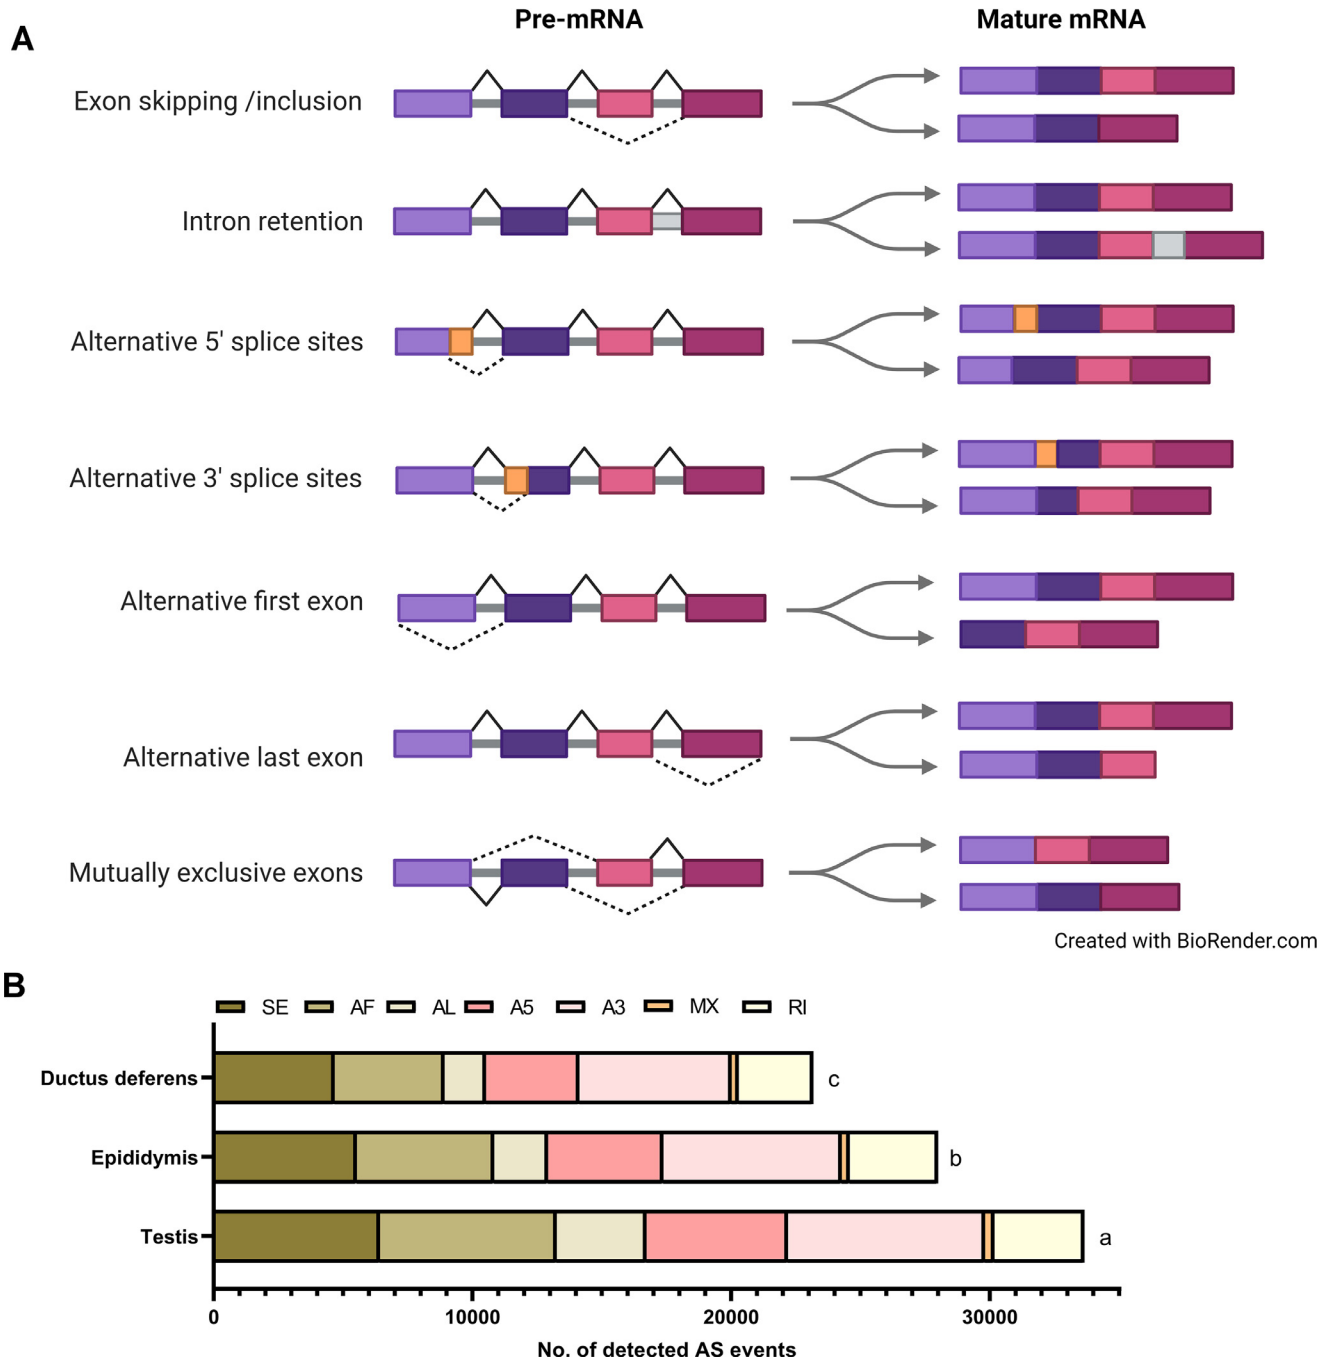 A
Pre-mRNA
Mature mRNA
Exon skipping /inclusion
Intron retention
Alternative 5' splice sites
Alternative 3' splice sites
Alternative first exon
Alternative last exon
Mutually exclusive exons
Created with BioRender.com
B
SE AF AL A5 A3 MX RI
Ductus deferens
c
Epididymis
b
Testis
a
0 10000 20000 30000
No. of detected AS events